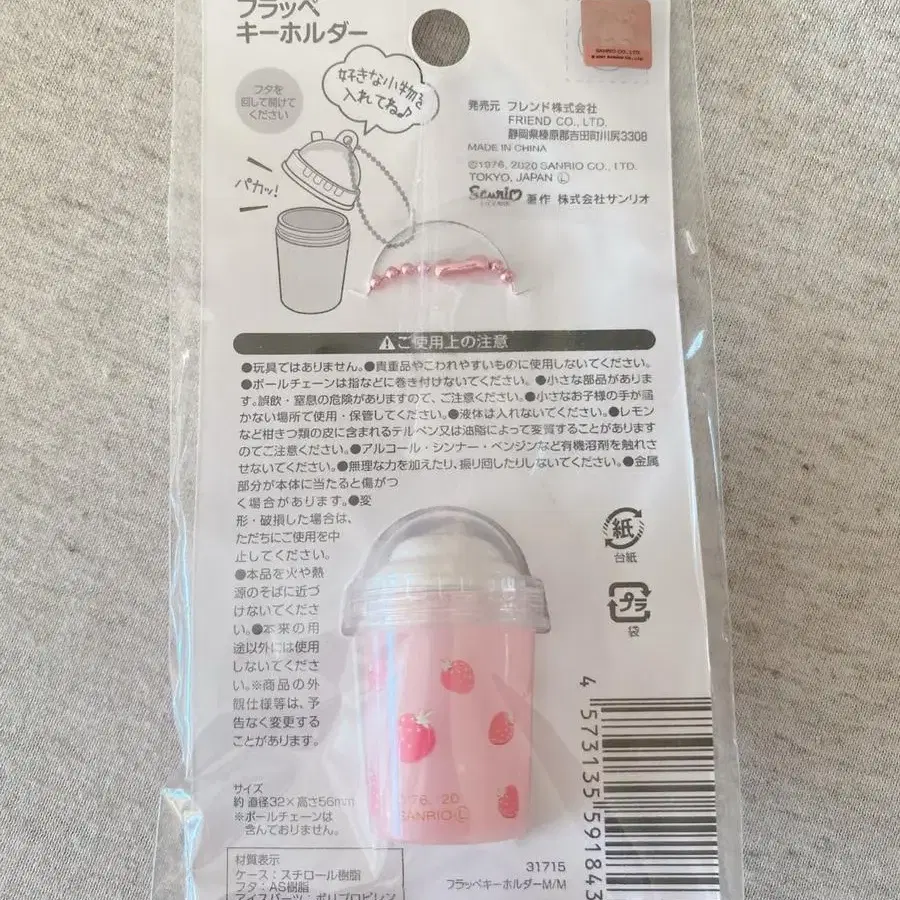 フラッペ
キーホルダー
フタを
回して開けて
ください
好きな小物を
入れてね♪
パカッ!
SANRIO CO., LTD.
発売元 フレンド株式会社
FRIEND CO., LTD.
静岡県榛原郡吉田町川尻3308
MADE IN CHINA
©1976, 2020 SANRIO CO., LTD.
TOKYO, JAPAN Ⓛ
Sanrio 著作 株式会社サンリオ
⚠ご使用上の注意
●玩具ではありません。●貴重品やこわれやすいものに使用しないでください。
●ボールチェーンは指などに巻き付けないでください。●小さな部品がありま
す。誤飲・窒息の危険がありますので、ご注意ください。●小さなお子様の手が届
かない場所で使用・保管してください。●液体は入れないでください。●レモン
など柑きつ類の皮に含まれるテルペン又は油脂によって変質することがあります
のでご注意ください。●アルコール・シンナー・ベンジンなど有機溶剤を触れさ
せないでください。●無理な力を加えたり、振り回したりしないでください。●金属
部分が本体に当たると傷がつ
く場合があります。●変
形・破損した場合は、
ただちにご使用を中
止してください。
●本品を火や熱
源のそばに近づ
けないでくださ
い。●本来の用
途以外には使用
しないでくださ
い。※商品の外
観仕様等は、予
告なく変更する
ことがあります。
紙
台紙
プラ
袋
サイズ
約 直径32×高さ56mm
※ボールチェーンは
含んでおりません。
1976, '20
SANRIO Ⓛ
材質表示
ケース:スチロール樹脂
フタ:AS樹脂
アイスパーツ:ポリプロピレン
31715
フラッペキーホルダーM/M
4 573135 591843